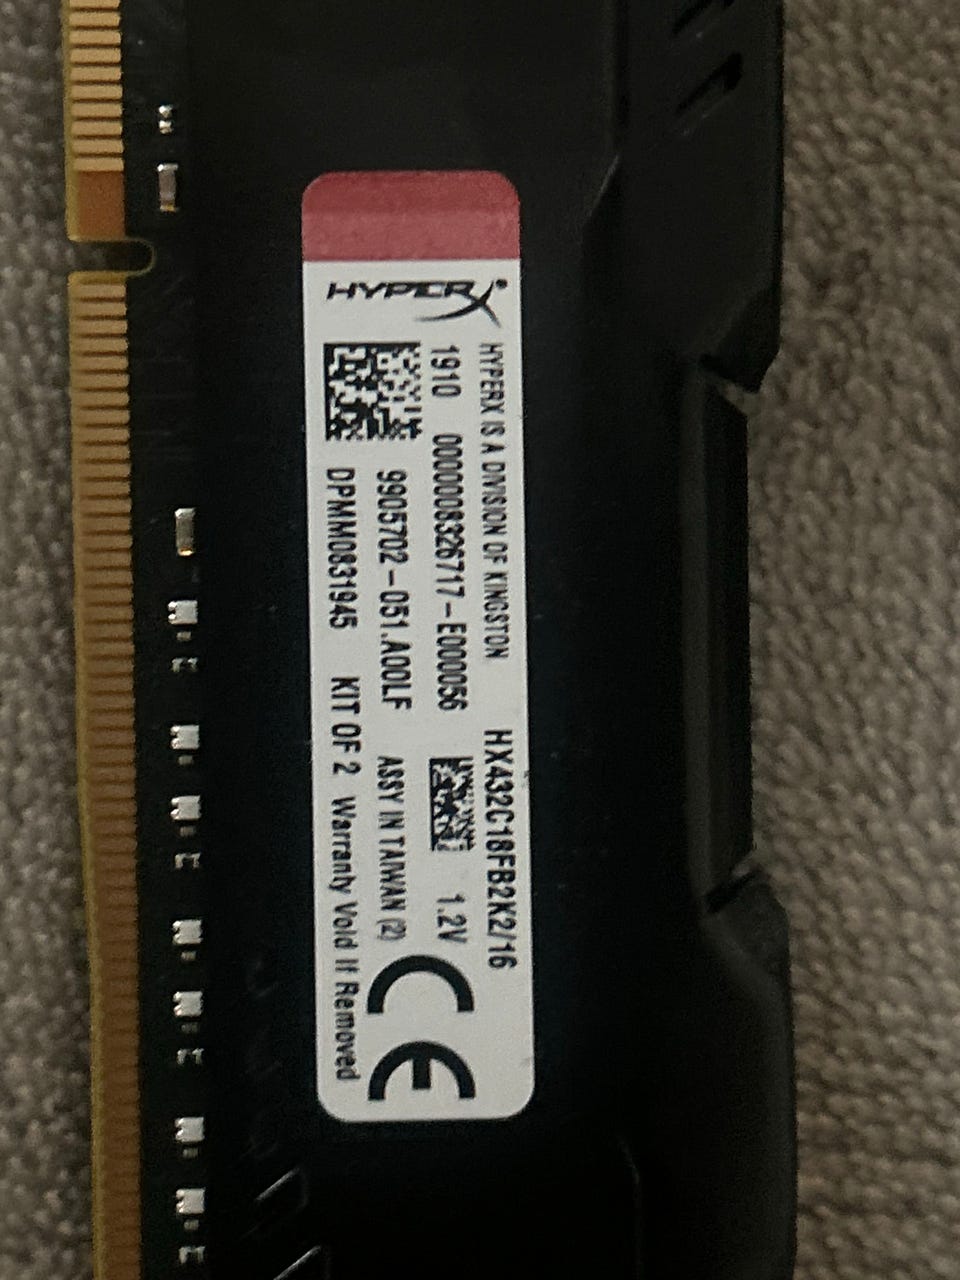 HYPERX®
HYPERX IS A DIVISION OF KINGSTON HX432C18FB2K2/16
1910 000008326717-E000056 1.2V
9905702-051.A00LF ASSY IN TAIWAN (2)
DPMM0831945 KIT OF 2 Warranty Void If Removed
CE